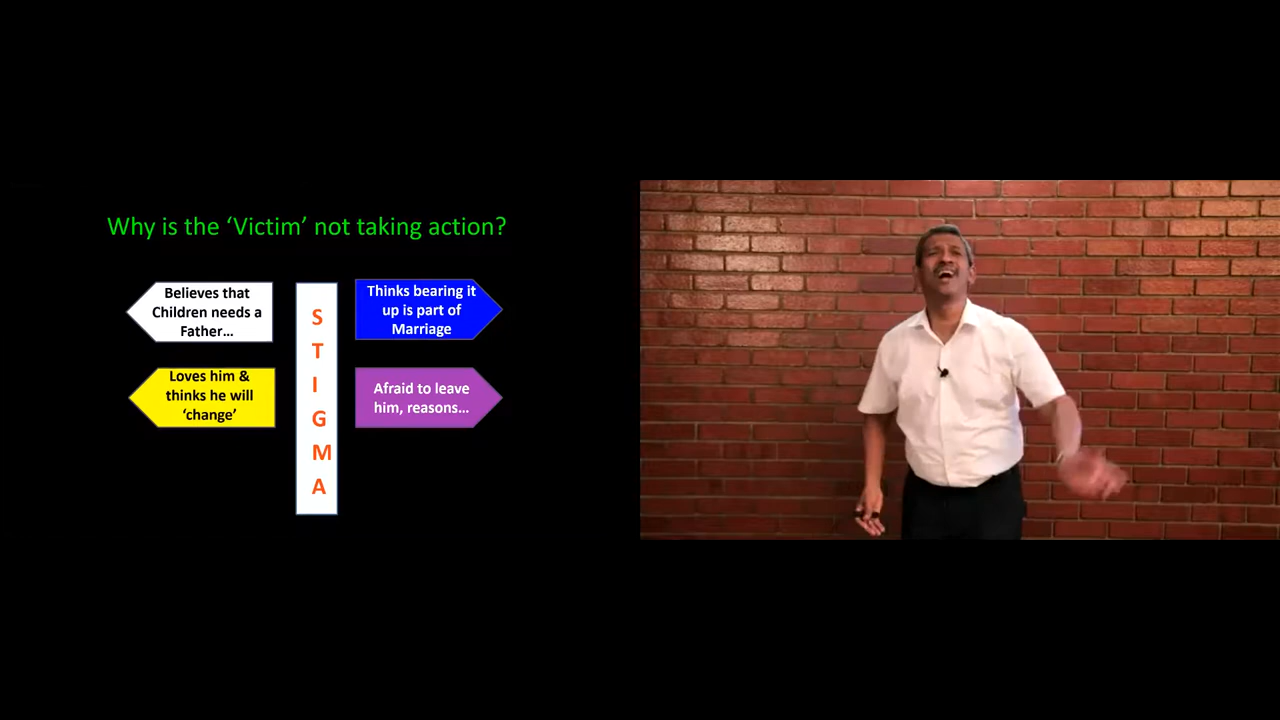 Why is the ‘Victim’ not taking action?
Believes that
Children needs a
Father...
Thinks bearing it
up is part of
Marriage
Loves him &
thinks he will
‘change’
Afraid to leave
him, reasons...
S
T
I
G
M
A